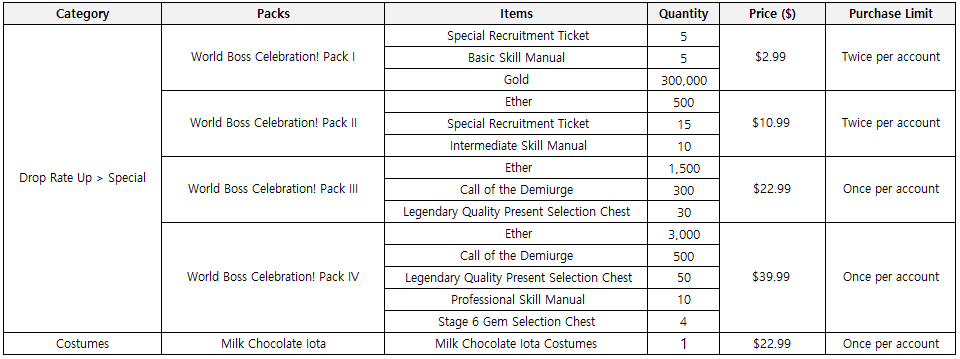 Category Packs Items Quantity Price ($) Purchase Limit
Drop Rate Up > Special World Boss Celebration! Pack I Special Recruitment Ticket 5 $2.99 Twice per account
Basic Skill Manual 5
Gold 300,000
World Boss Celebration! Pack II Ether 500 $10.99 Twice per account
Special Recruitment Ticket 15
Intermediate Skill Manual 10
World Boss Celebration! Pack III Ether 1,500 $22.99 Once per account
Call of the Demiurge 300
Legendary Quality Present Selection Chest 30
World Boss Celebration! Pack IV Ether 3,000 $39.99 Once per account
Call of the Demiurge 500
Legendary Quality Present Selection Chest 50
Professional Skill Manual 10
Stage 6 Gem Selection Chest 4
Costumes Milk Chocolate Iota Milk Chocolate Iota Costumes 1 $22.99 Once per account